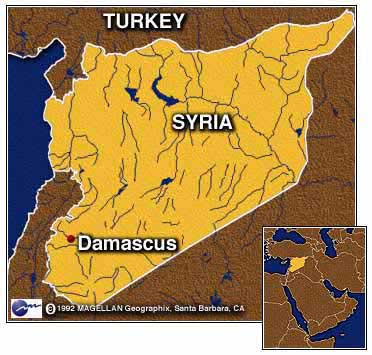 TURKEY
SYRIA
Damascus
© 1992 MAGELLAN Geographix, Santa Barbara, CA